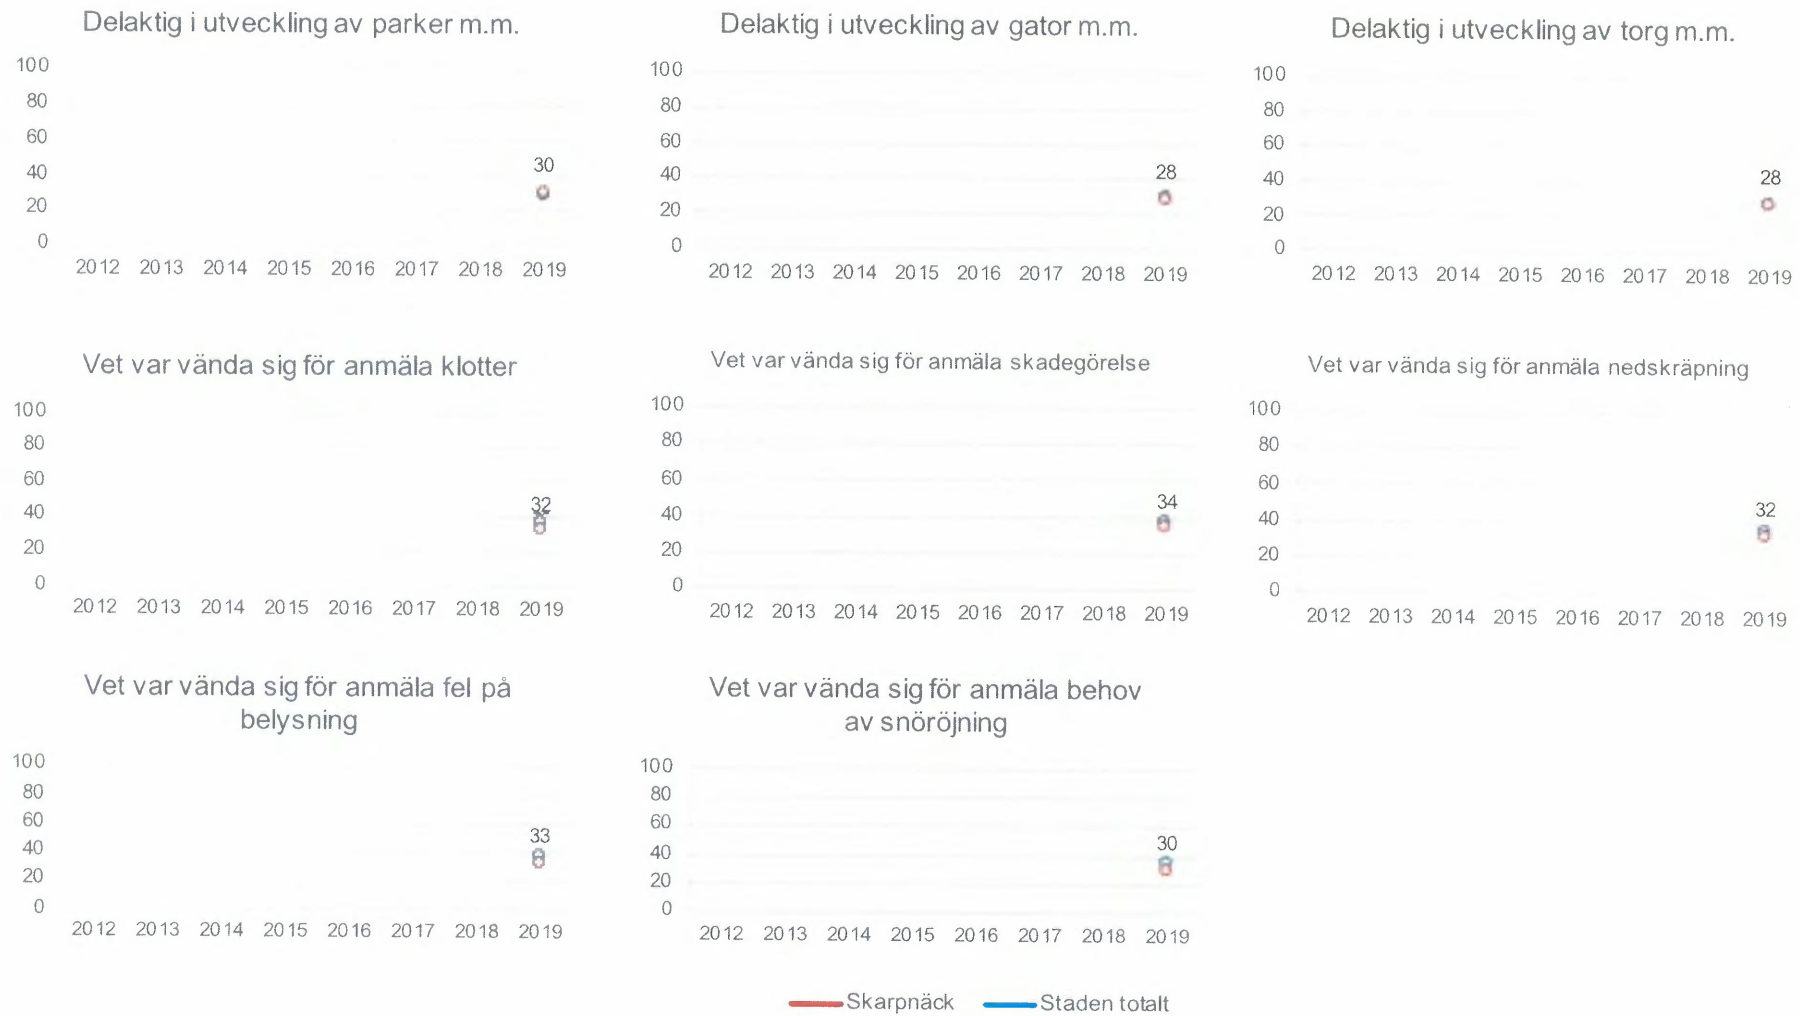 Delaktig i utveckling av parker m.m.
100
80
60
40
20
0
30
2012 2013 2014 2015 2016 2017 2018 2019
Delaktig i utveckling av gator m.m.
100
80
60
40
20
0
28
2012 2013 2014 2015 2016 2017 2018 2019
Delaktig i utveckling av torg m.m.
100
80
60
40
20
0
28
2012 2013 2014 2015 2016 2017 2018 2019
Vet var vända sig för anmäla klotter
100
80
60
40
20
0
32
2012 2013 2014 2015 2016 2017 2018 2019
Vet var vända sig för anmäla skadegörelse
100
80
60
40
20
0
34
2012 2013 2014 2015 2016 2017 2018 2019
Vet var vända sig för anmäla nedskräpning
100
80
60
40
20
0
32
2012 2013 2014 2015 2016 2017 2018 2019
Vet var vända sig för anmäla fel på
belysning
100
80
60
40
20
0
33
2012 2013 2014 2015 2016 2017 2018 2019
Vet var vända sig för anmäla behov
av snöröjning
100
80
60
40
20
0
30
2012 2013 2014 2015 2016 2017 2018 2019
Skarpnäck Staden totalt